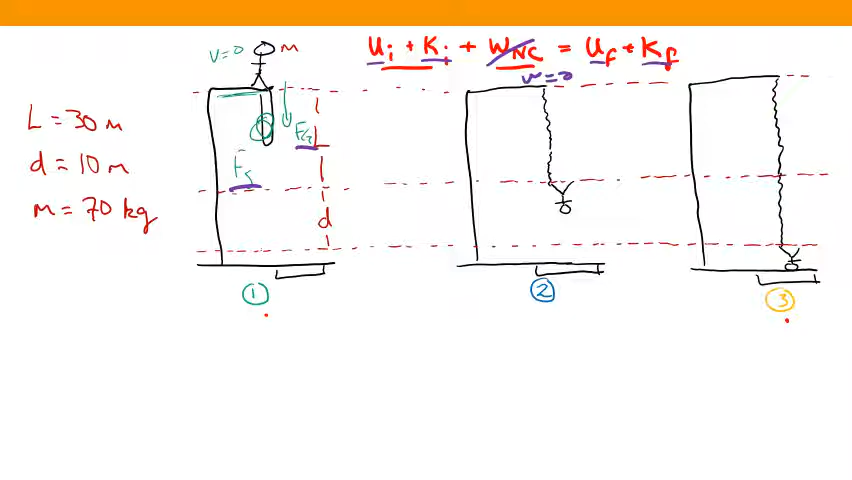 v=0 m
U_i + K_i + W_NC = U_f + K_f
w=0
L = 30 m
d = 10 m
m = 70 kg
F_G L
F_s
d
① ② ③